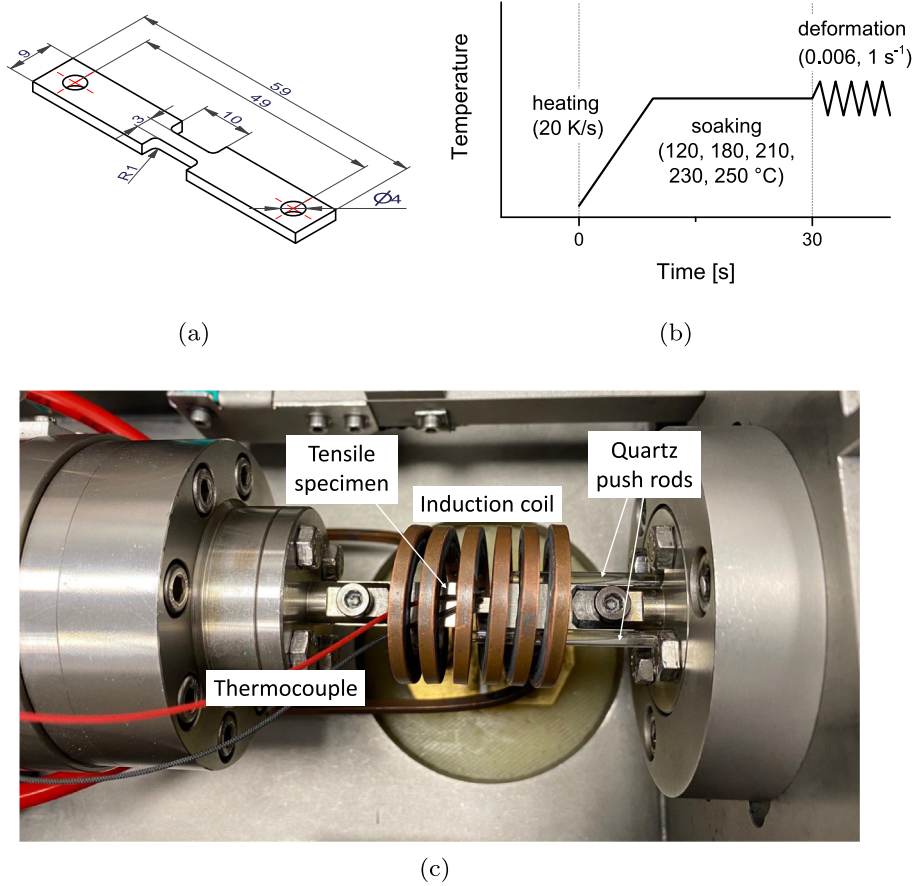 9
59
49
3
10
R1
Ø4
(a)
Temperature
heating
(20 K/s)
soaking
(120, 180, 210,
230, 250 °C)
deformation
(0.006, 1 s⁻¹)
0
30
Time [s]
(b)
Tensile
specimen
Induction coil
Quartz
push rods
Thermocouple
(c)